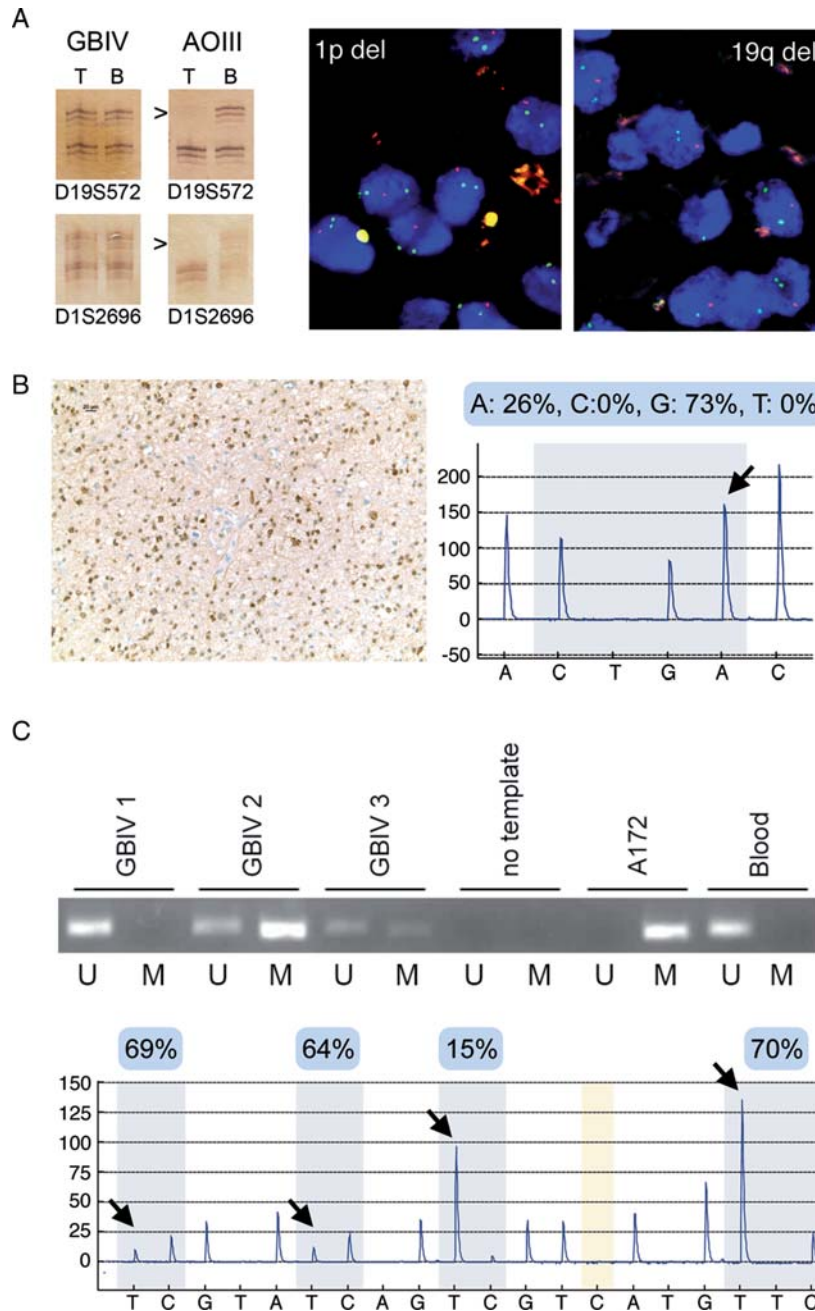 A
GBIV AOIII
T B T B
> >
D19S572 D19S572
D1S2696 D1S2696
1p del
19q del
B
A: 26%, C:0%, G: 73%, T: 0%
200
150
100
50
0
-50
A C T G A C
C
GBIV 1
GBIV 2
GBIV 3
no template
A172
Blood
U M U M U M U M U M U M
69% 64% 15% 70%
150
125
100
75
50
25
0
T C G T A T C A G T C G T C A T G T T C